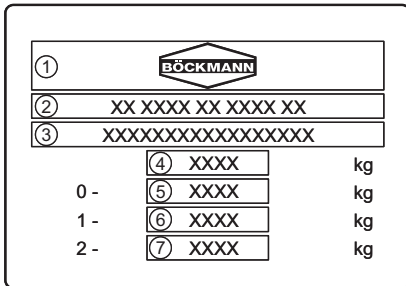 ① BÖCKMANN
② XX XXXX XX XXXX XX
③ XXXXXXXXXXXXXXXXX
④ XXXX kg
0 - ⑤ XXXX kg
1 - ⑥ XXXX kg
2 - ⑦ XXXX kg